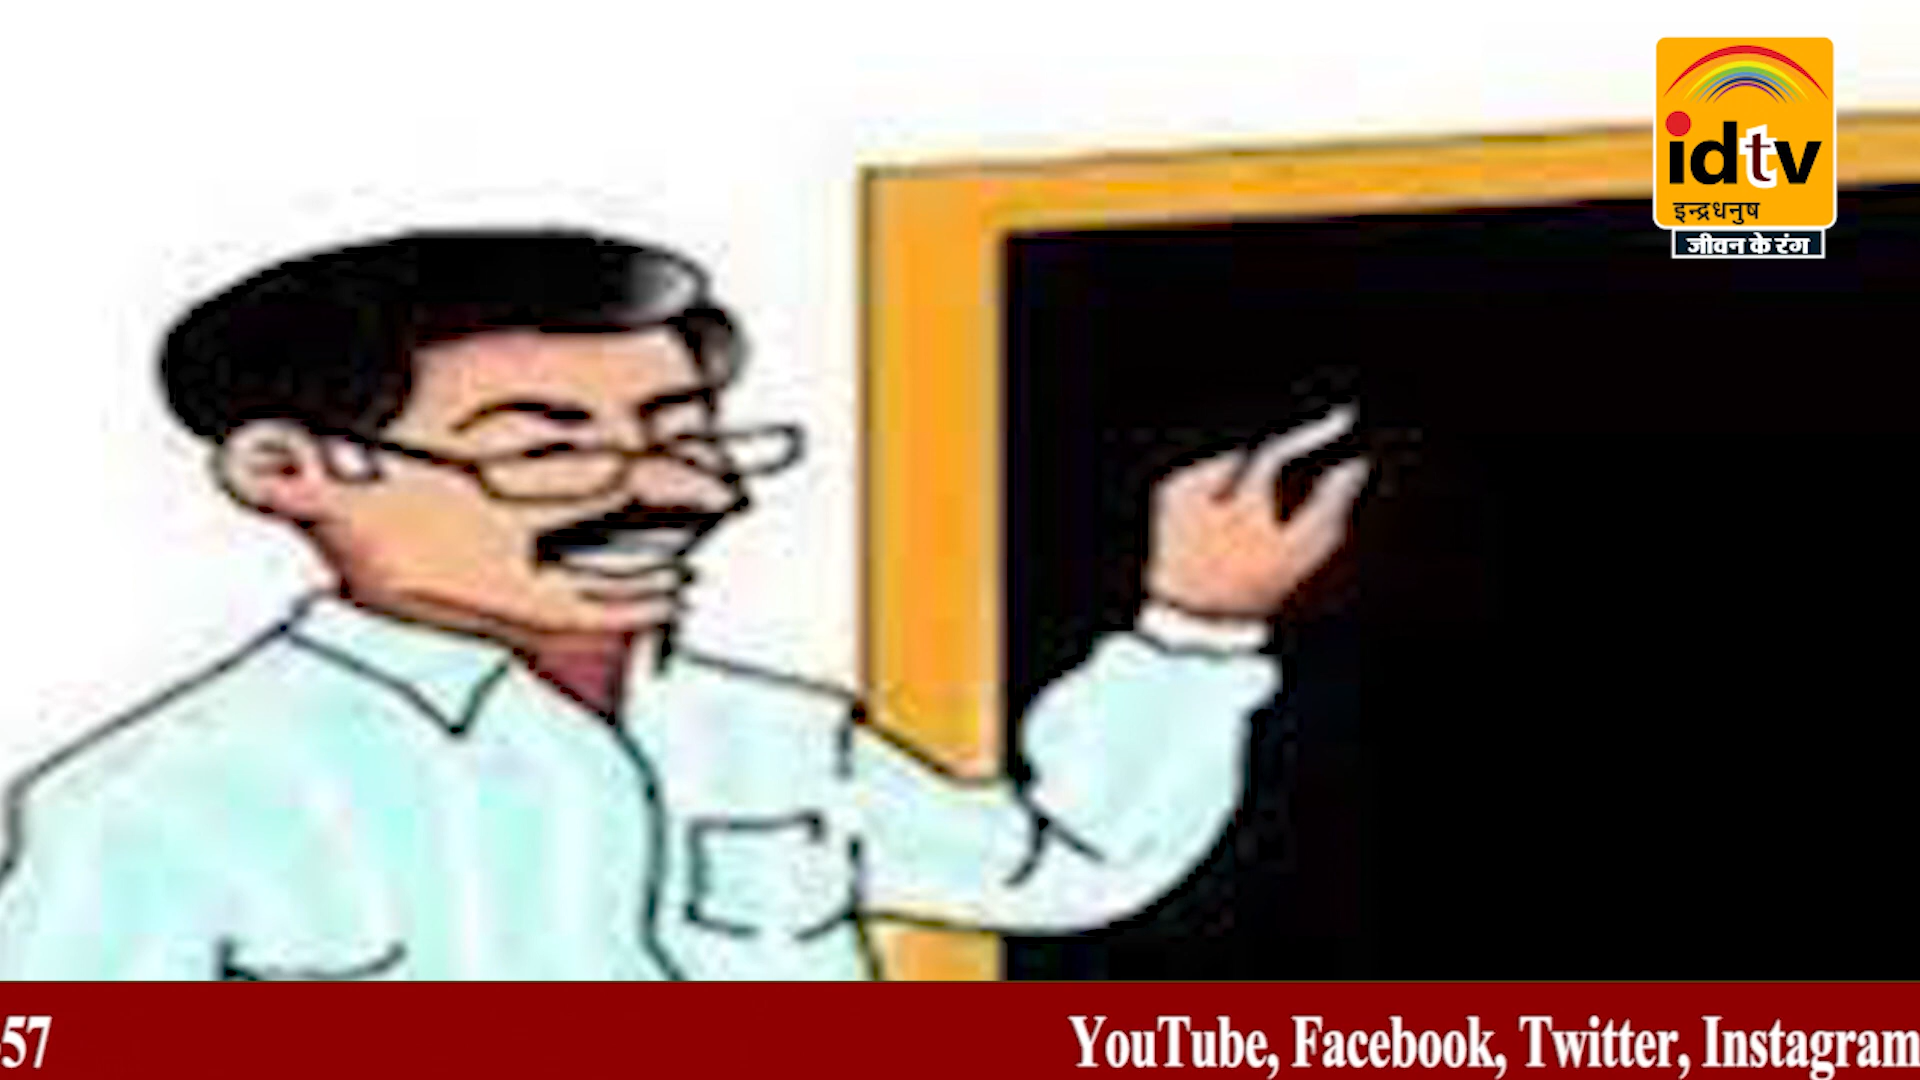 idtv
इन्द्रधनुष
जीवन के रंग
57 YouTube, Facebook, Twitter, Instagram